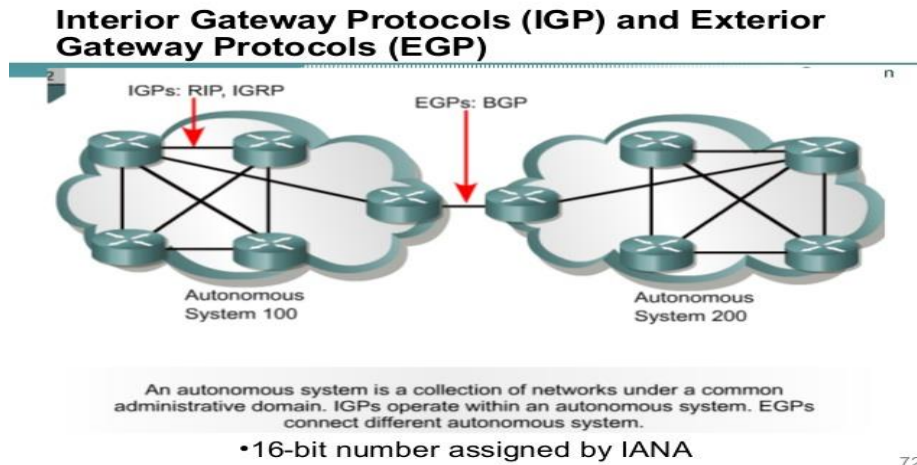 Interior Gateway Protocols (IGP) and Exterior
Gateway Protocols (EGP)
2
n
IGPs: RIP, IGRP
EGPs: BGP
Autonomous
System 100
Autonomous
System 200
An autonomous system is a collection of networks under a common
administrative domain. IGPs operate within an autonomous system. EGPs
connect different autonomous system.
•16-bit number assigned by IANA
72